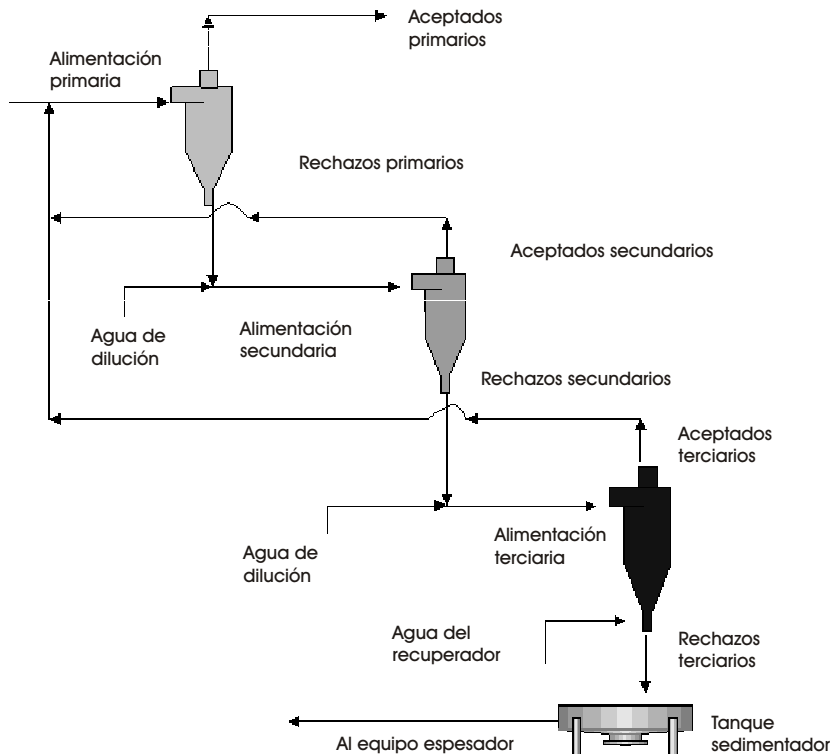 Aceptados
primarios
Alimentación
primaria
Rechazos primarios
Aceptados secundarios
Agua de
dilución
Alimentación
secundaria
Rechazos secundarios
Aceptados
terciarios
Alimentación
terciaria
Agua de
dilución
Agua del
recuperador
Rechazos
terciarios
Al equipo espesador
Tanque
sedimentador